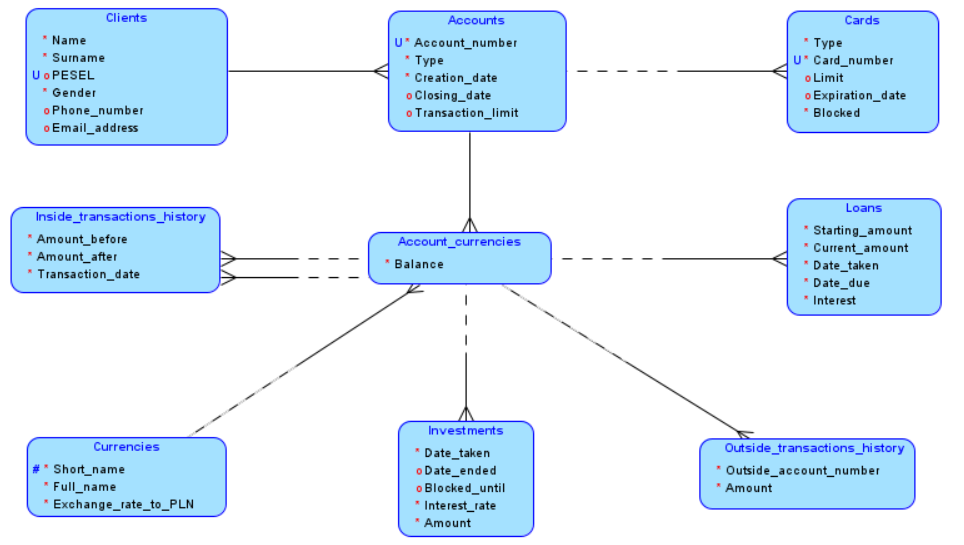 Clients
* Name
* Surname
U o PESEL
* Gender
o Phone_number
o Email_address
Accounts
U * Account_number
* Type
* Creation_date
o Closing_date
o Transaction_limit
Cards
* Type
U * Card_number
o Limit
o Expiration_date
* Blocked
Inside_transactions_history
* Amount_before
* Amount_after
* Transaction_date
Account_currencies
* Balance
Loans
* Starting_amount
* Current_amount
* Date_taken
* Date_due
* Interest
Currencies
# * Short_name
* Full_name
* Exchange_rate_to_PLN
Investments
* Date_taken
o Date_ended
o Blocked_until
* Interest_rate
* Amount
Outside_transactions_history
* Outside_account_number
* Amount